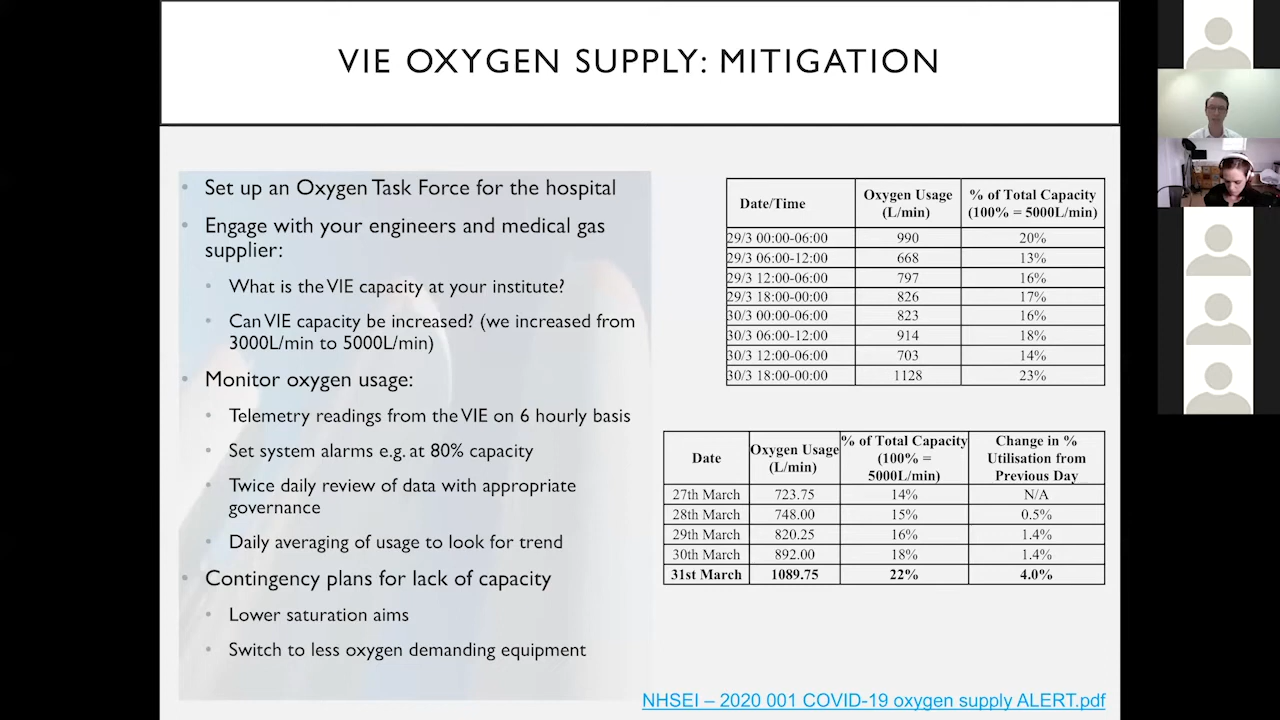 VIE OXYGEN SUPPLY: MITIGATION
• Set up an Oxygen Task Force for the hospital
• Engage with your engineers and medical gas
supplier:
• What is the VIE capacity at your institute?
• Can VIE capacity be increased? (we increased from
3000L/min to 5000L/min)
• Monitor oxygen usage:
• Telemetry readings from the VIE on 6 hourly basis
• Set system alarms e.g. at 80% capacity
• Twice daily review of data with appropriate
governance
• Daily averaging of usage to look for trend
• Contingency plans for lack of capacity
• Lower saturation aims
• Switch to less oxygen demanding equipment
Date/Time Oxygen Usage (L/min) % of Total Capacity (100% = 5000L/min)
29/3 00:00-06:00 990 20%
29/3 06:00-12:00 668 13%
29/3 12:00-06:00 797 16%
29/3 18:00-00:00 826 17%
30/3 00:00-06:00 823 16%
30/3 06:00-12:00 914 18%
30/3 12:00-06:00 703 14%
30/3 18:00-00:00 1128 23%
Date Oxygen Usage (L/min) % of Total Capacity (100% = 5000L/min) Change in % Utilisation from Previous Day
27th March 723.75 14% N/A
28th March 748.00 15% 0.5%
29th March 820.25 16% 1.4%
30th March 892.00 18% 1.4%
31st March 1089.75 22% 4.0%
NHSEI – 2020 001 COVID-19 oxygen supply ALERT.pdf